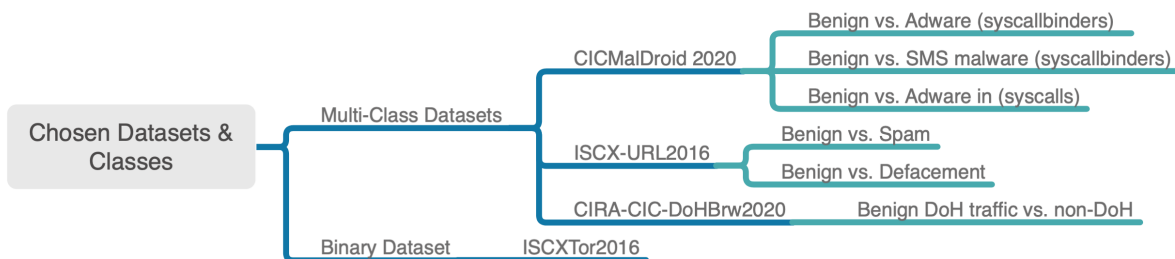 Chosen Datasets &
Classes
Multi-Class Datasets
CICMalDroid 2020
Benign vs. Adware (syscallbinders)
Benign vs. SMS malware (syscallbinders)
Benign vs. Adware in (syscalls)
ISCX-URL2016
Benign vs. Spam
Benign vs. Defacement
CIRA-CIC-DoHBrw2020
Benign DoH traffic vs. non-DoH
Binary Dataset
ISCXTor2016